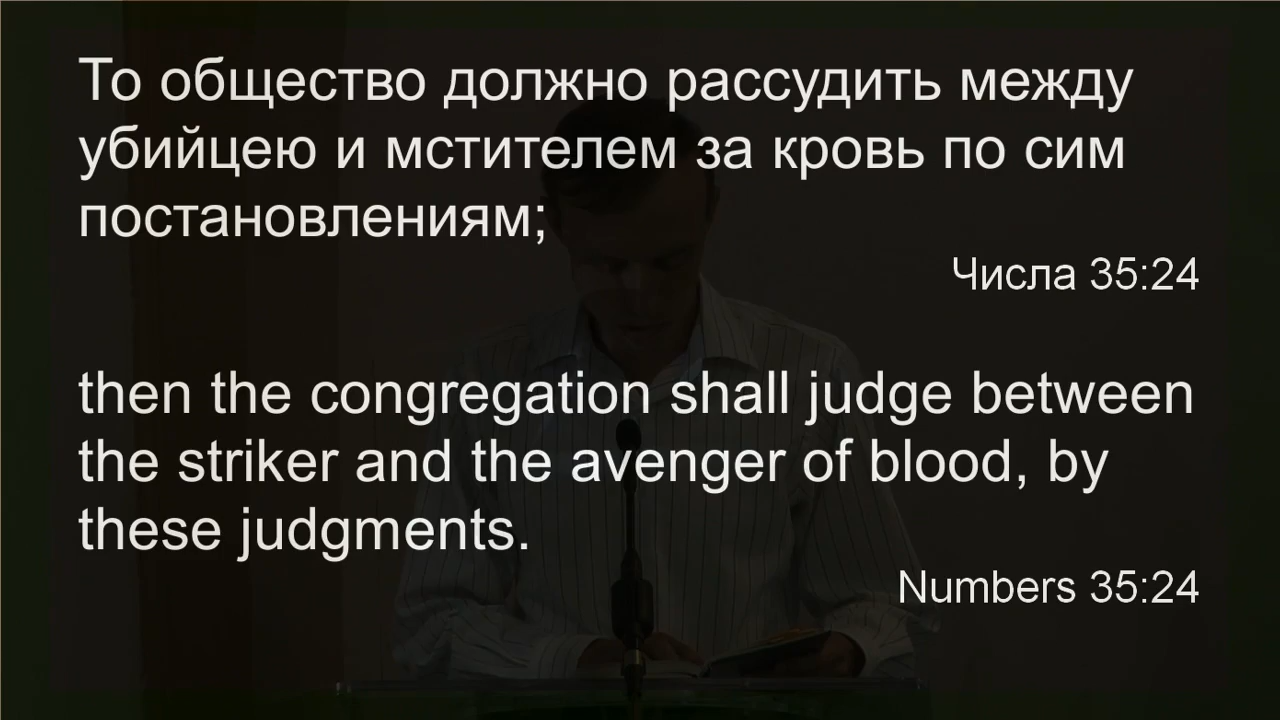 То общество должно рассудить между
убийцею и мстителем за кровь по сим
постановлениям;
Числа 35:24
then the congregation shall judge between
the striker and the avenger of blood, by
these judgments.
Numbers 35:24